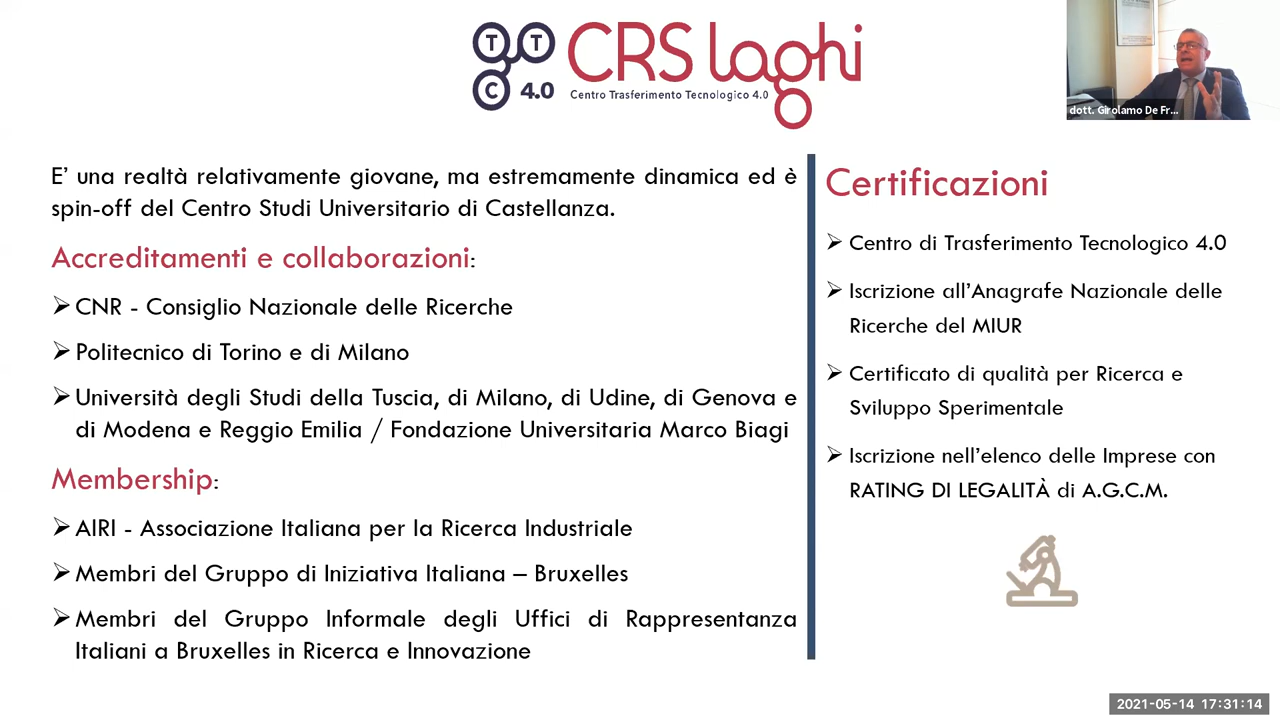 T T
C 4.0
CRS laghi
Centro Trasferimento Tecnologico 4.0
dott. Girolamo De Fr...
E’ una realtà relativamente giovane, ma estremamente dinamica ed è
spin-off del Centro Studi Universitario di Castellanza.
Accreditamenti e collaborazioni:
➢ CNR - Consiglio Nazionale delle Ricerche
➢ Politecnico di Torino e di Milano
➢ Università degli Studi della Tuscia, di Milano, di Udine, di Genova e
di Modena e Reggio Emilia / Fondazione Universitaria Marco Biagi
Membership:
➢ AIRI - Associazione Italiana per la Ricerca Industriale
➢ Membri del Gruppo di Iniziativa Italiana – Bruxelles
➢ Membri del Gruppo Informale degli Uffici di Rappresentanza
Italiani a Bruxelles in Ricerca e Innovazione
Certificazioni
➢ Centro di Trasferimento Tecnologico 4.0
➢ Iscrizione all’Anagrafe Nazionale delle
Ricerche del MIUR
➢ Certificato di qualità per Ricerca e
Sviluppo Sperimentale
➢ Iscrizione nell’elenco delle Imprese con
RATING DI LEGALITÀ di A.G.C.M.
2021-05-14 17:31:14